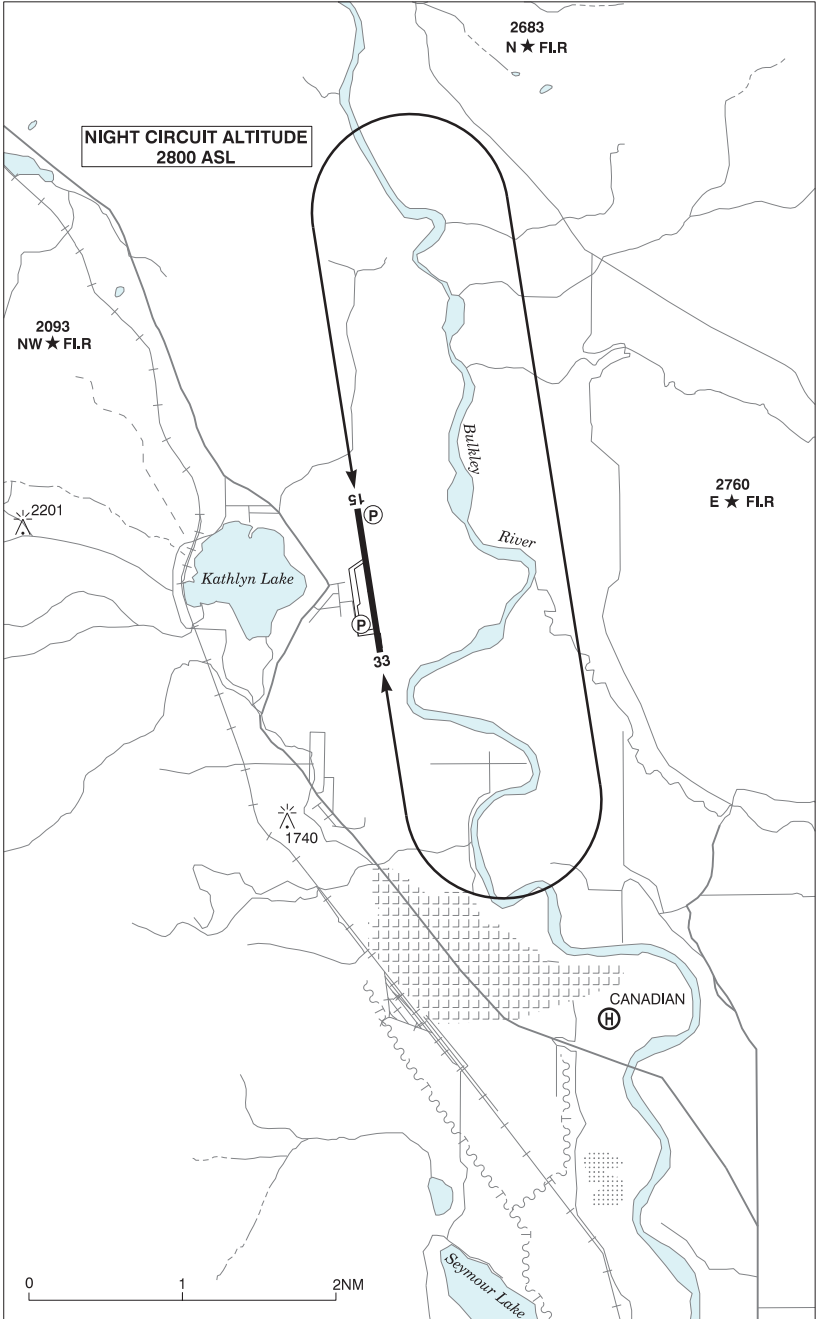 2683
N ★ Fl.R
NIGHT CIRCUIT ALTITUDE
2800 ASL
2093
NW ★ Fl.R
Bulkley
2760
E ★ Fl.R
15
P
2201
River
Kathlyn Lake
P
33
1740
CANADIAN
H
Seymour Lake
0 1 2NM